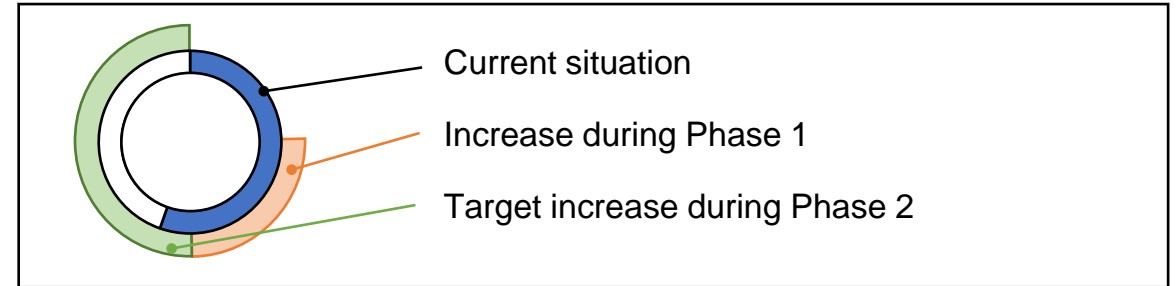 Current situation
Increase during Phase 1
Target increase during Phase 2